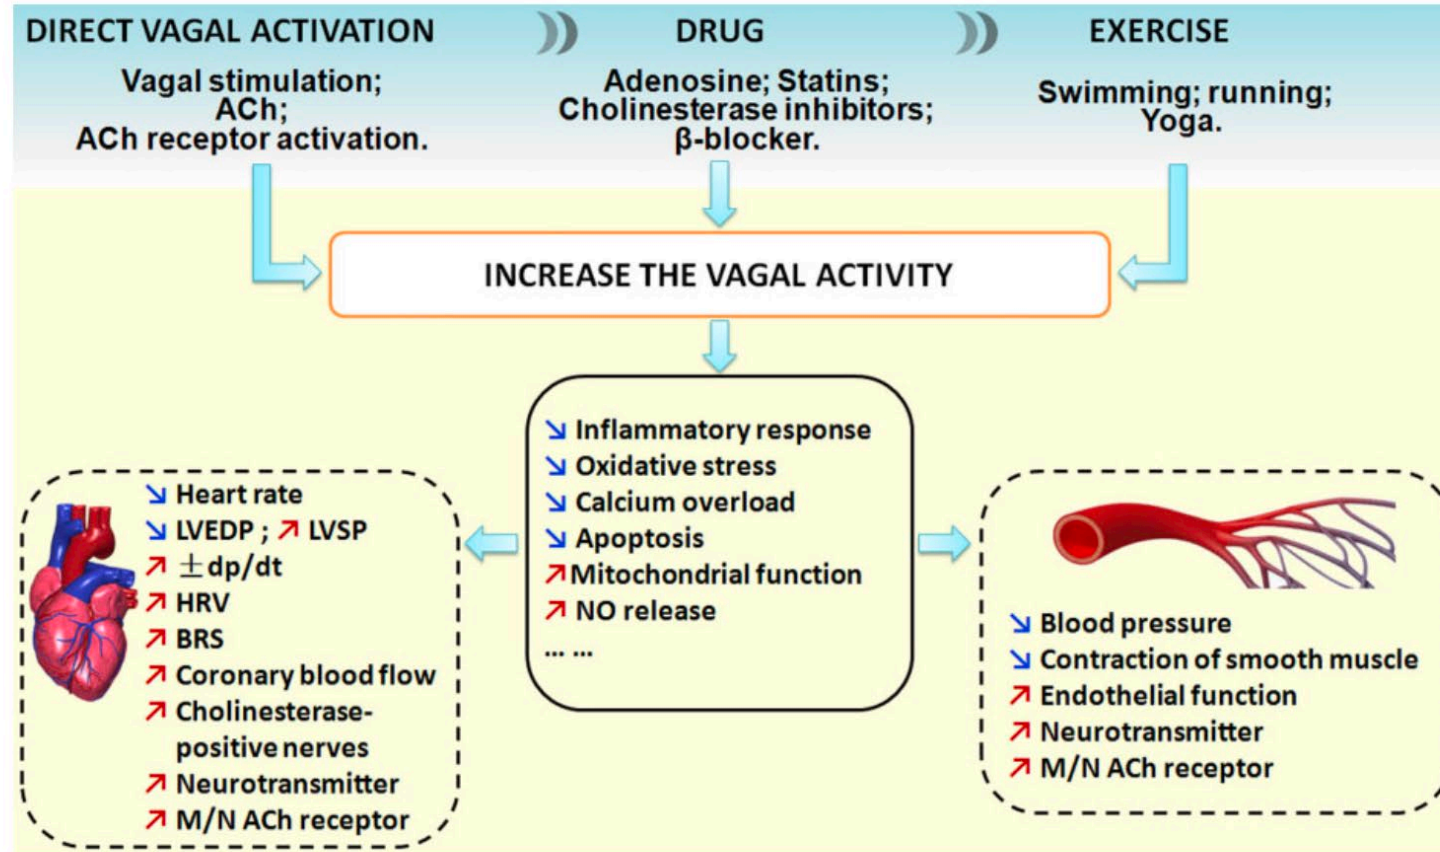 DIRECT VAGAL ACTIVATION
Vagal stimulation;
ACh;
ACh receptor activation.
DRUG
Adenosine; Statins;
Cholinesterase inhibitors;
β-blocker.
EXERCISE
Swimming; running;
Yoga.
INCREASE THE VAGAL ACTIVITY
↘ Inflammatory response
↘ Oxidative stress
↘ Calcium overload
↘ Apoptosis
↗ Mitochondrial function
↗ NO release
... ...
↘ Heart rate
↘ LVEDP ; ↗ LVSP
↗ ±dp/dt
↗ HRV
↗ BRS
↗ Coronary blood flow
↗ Cholinesterase-
positive nerves
↗ Neurotransmitter
↗ M/N ACh receptor
↘ Blood pressure
↘ Contraction of smooth muscle
↗ Endothelial function
↗ Neurotransmitter
↗ M/N ACh receptor